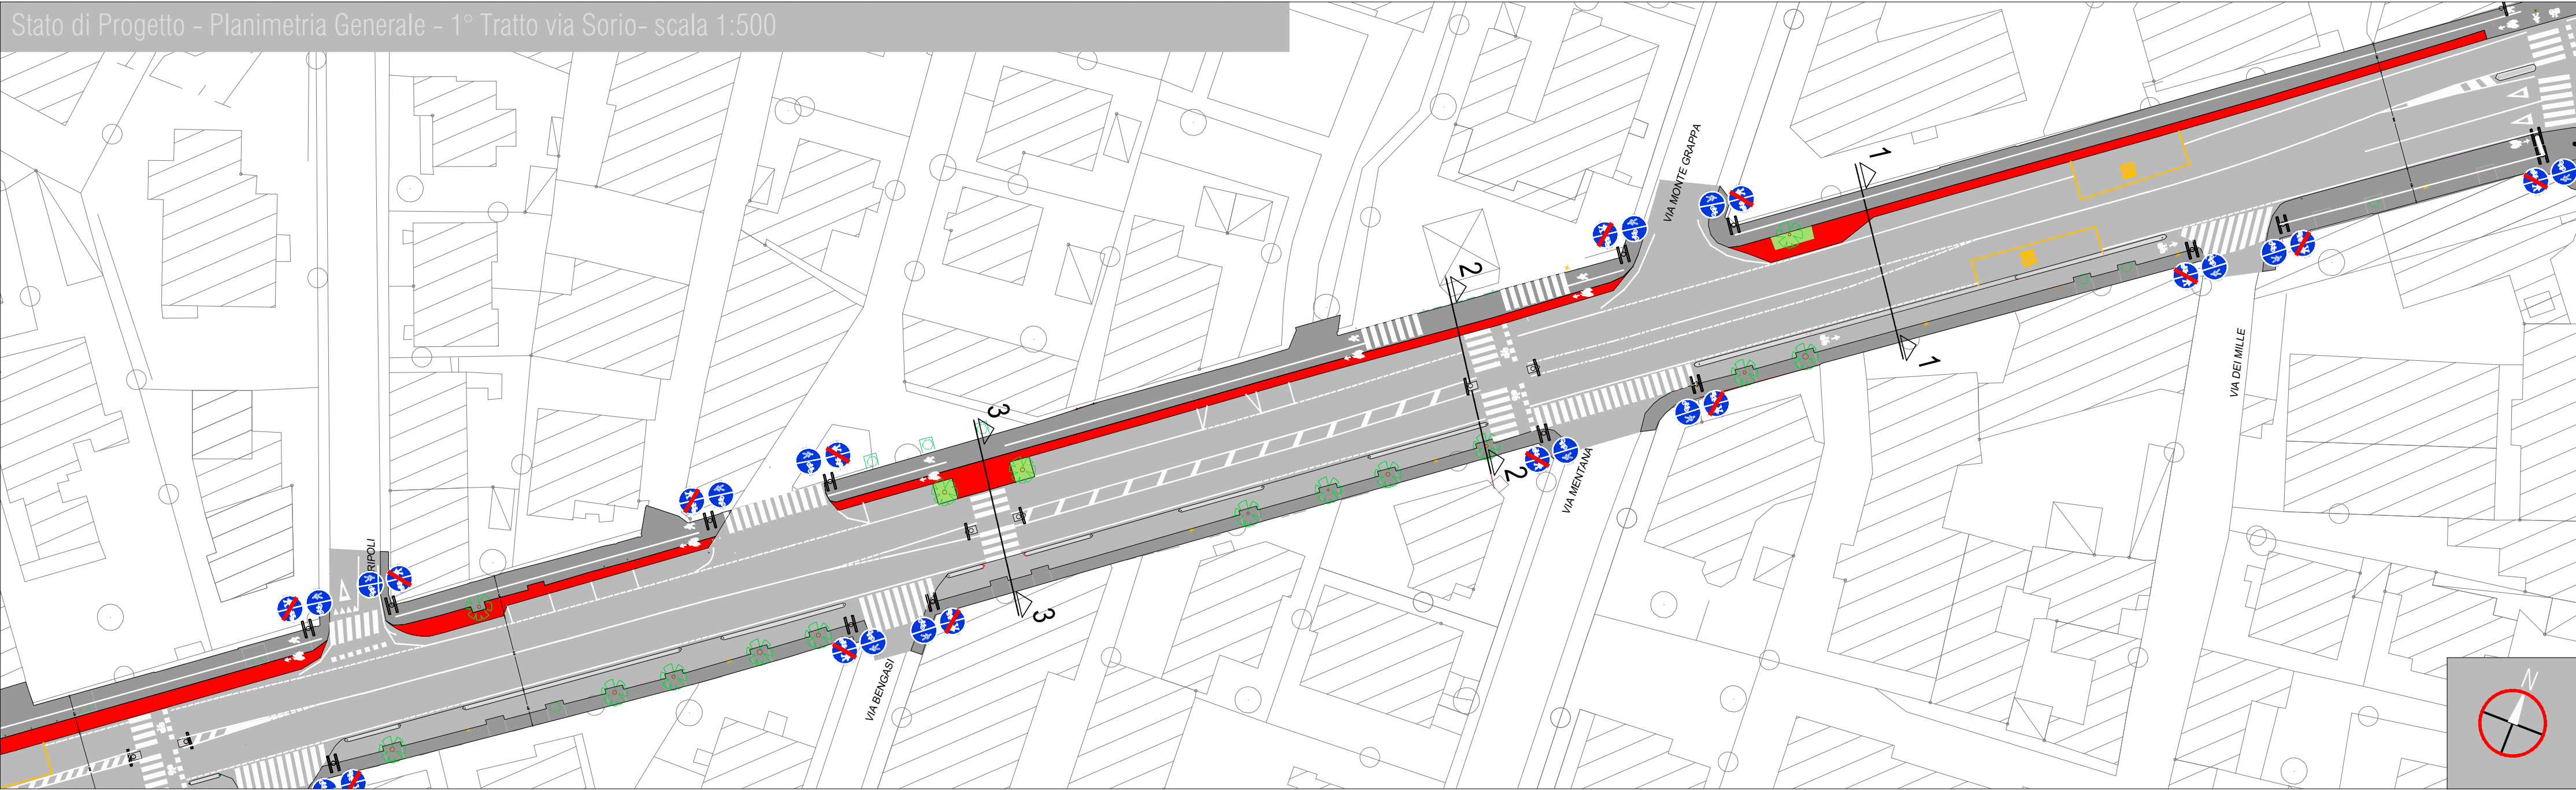 Stato di Progetto - Planimetria Generale - 1° Tratto via Sorio- scala 1:500
VIA MONTE GRAPPA
1
2
1
VIA DEI MILLE
3
2
VIA MENTANA
RIPOLI
3
VIA BENGASI
N